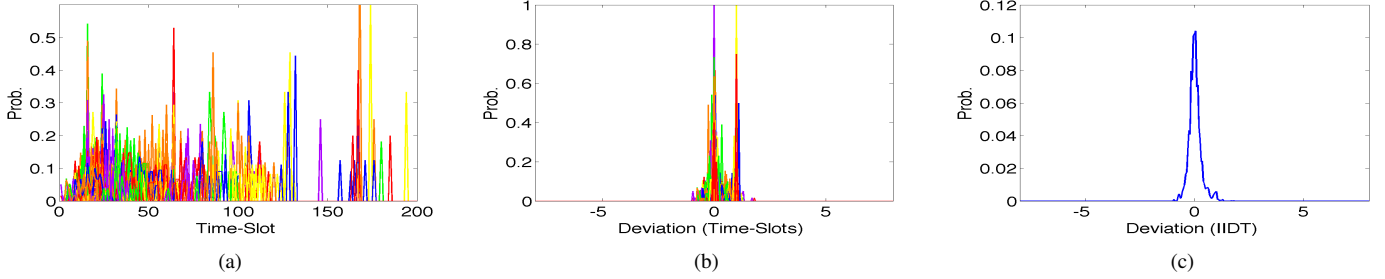 0.5
0.4
0.3
0.2
0.1
0
Prob.
0 50 100 150 200
Time-Slot
(a)
1
0.8
0.6
0.4
0.2
0
Prob.
-5 0 5
Deviation (Time-Slots)
(b)
0.12
0.1
0.08
0.06
0.04
0.02
0
Prob.
-5 0 5
Deviation (IIDT)
(c)